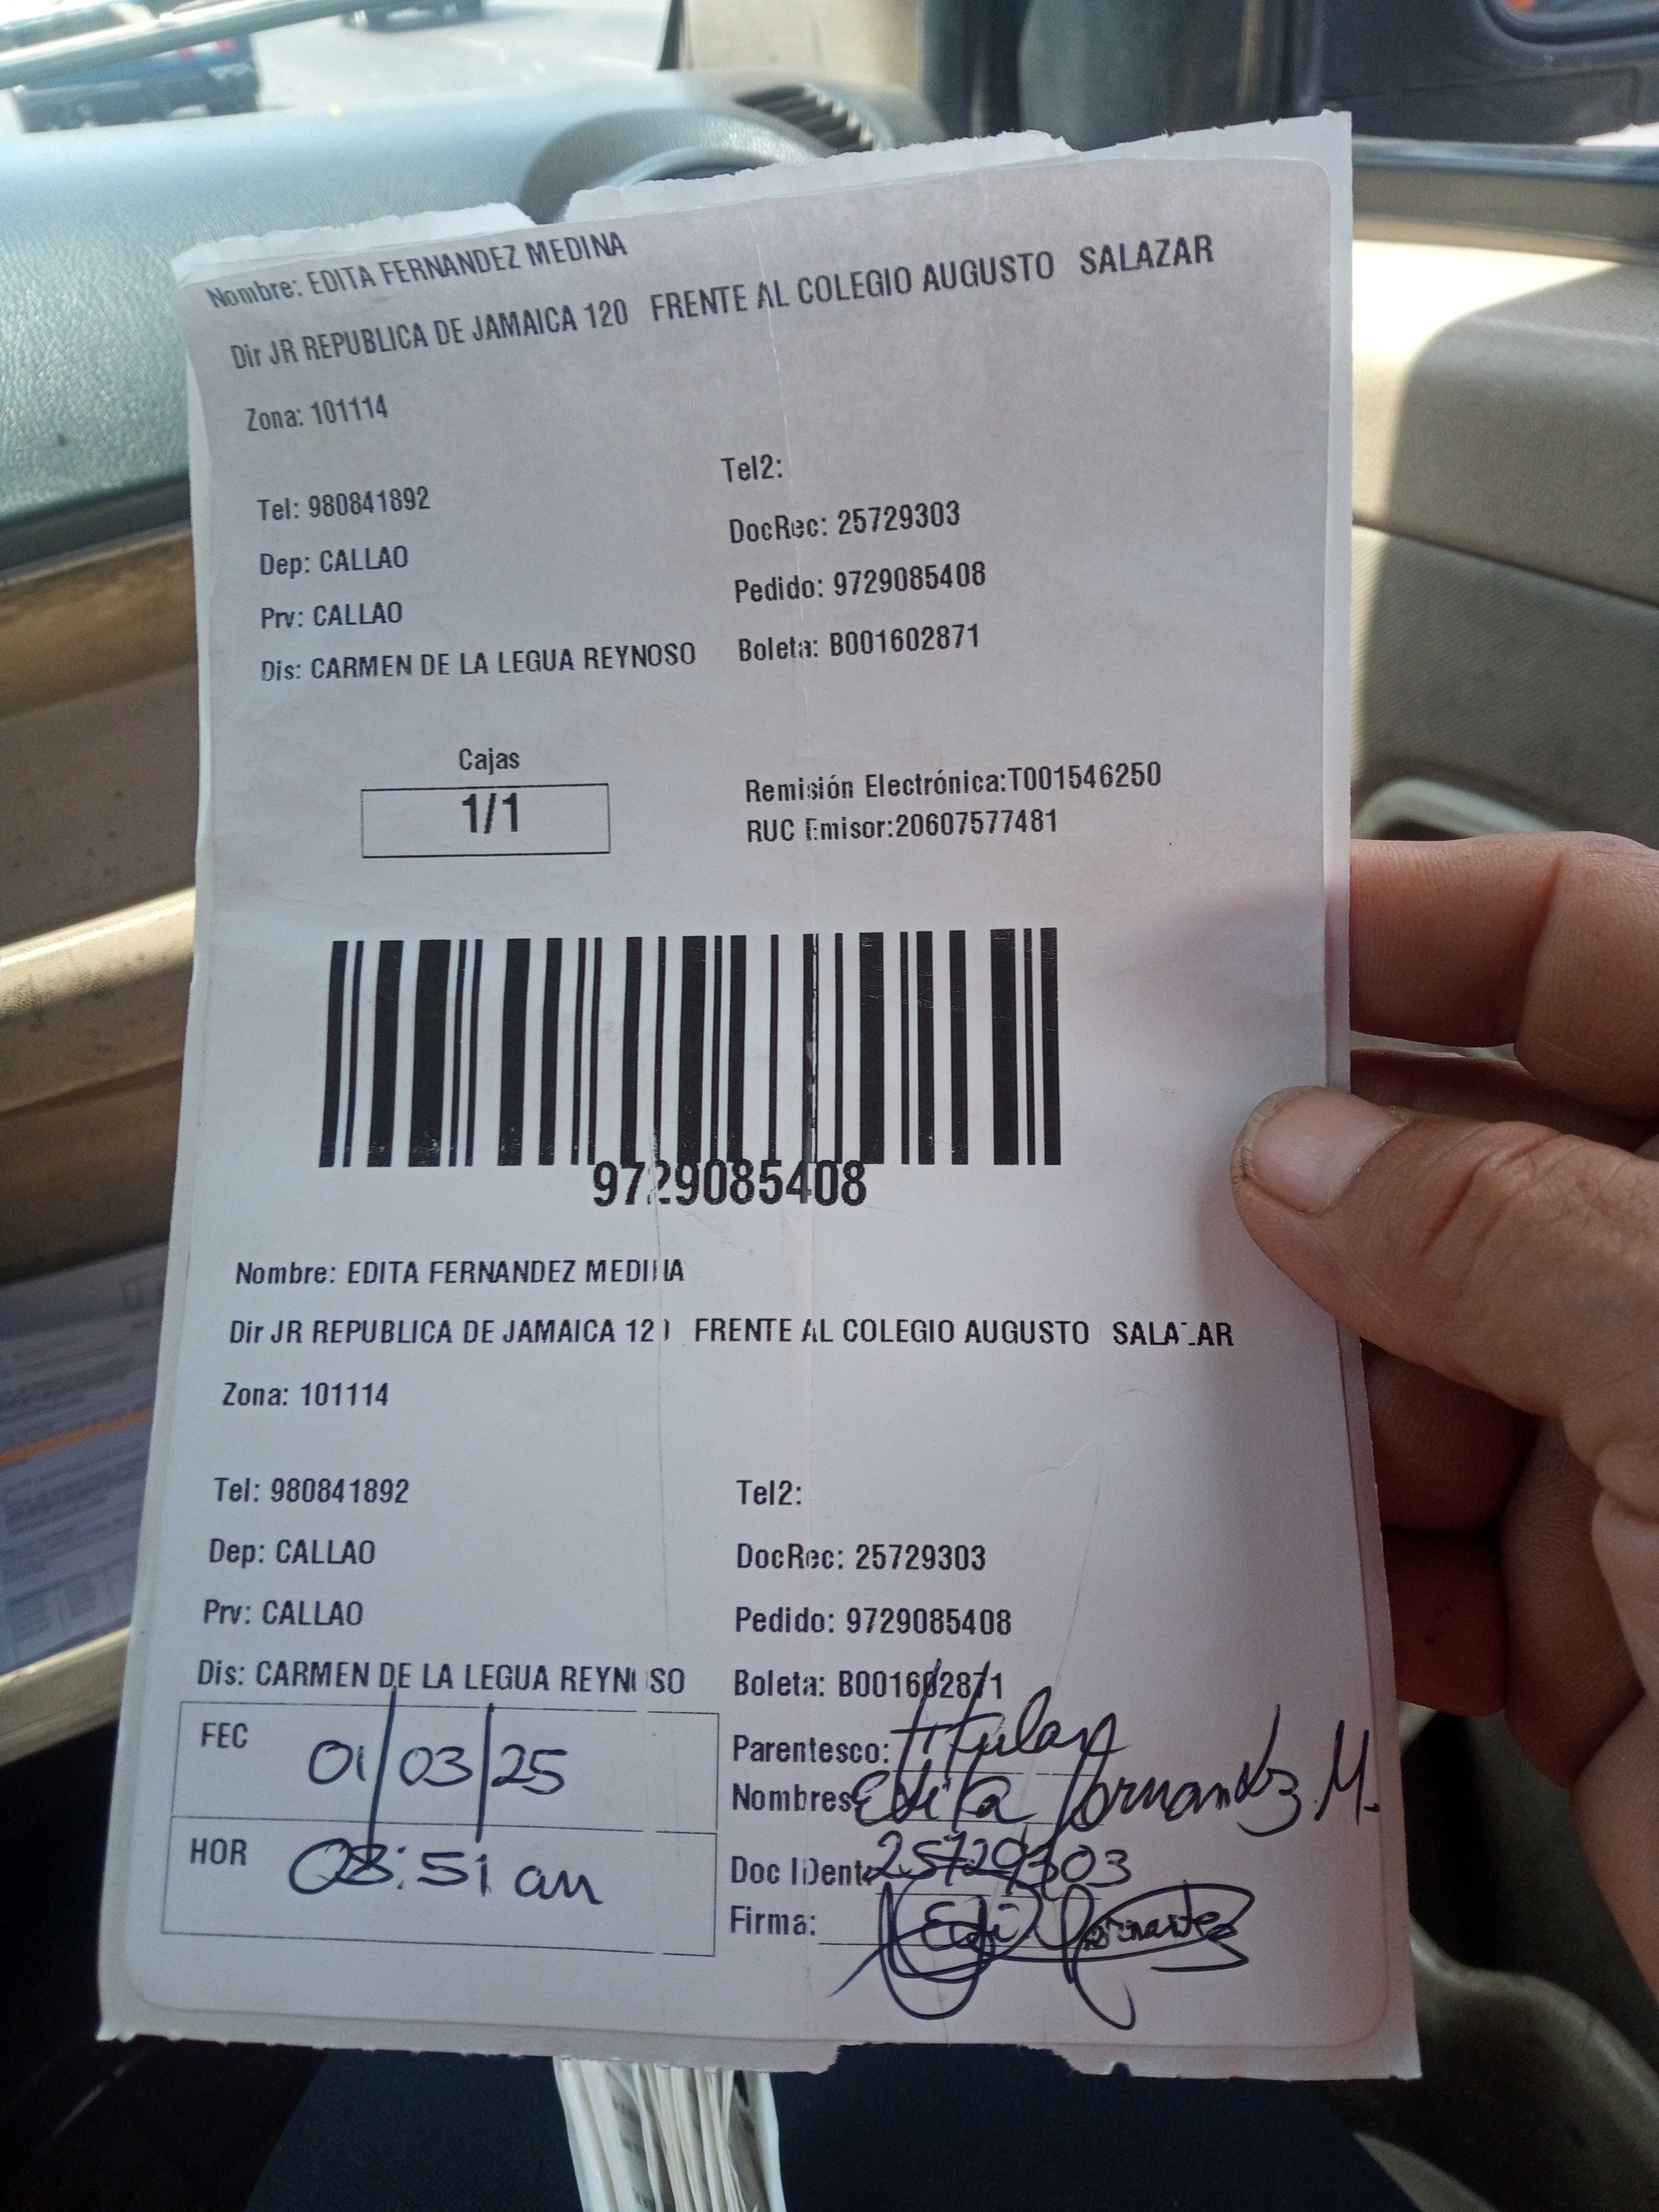 Nombre: EDITA FERNANDEZ MEDINA
Dir JR REPUBLICA DE JAMAICA 120 FRENTE AL COLEGIO AUGUSTO SALAZAR
Zona: 101114
Tel: 980841892 Tel2:
Dep: CALLAO DocRec: 25729303
Prv: CALLAO Pedido: 9729085408
Dis: CARMEN DE LA LEGUA REYNOSO Boleta: B001602871
Cajas
1/1
Remisión Electrónica:T001546250
RUC Emisor:20607577481
9729085408
Nombre: EDITA FERNANDEZ MEDINA
Dir JR REPUBLICA DE JAMAICA 120 FRENTE AL COLEGIO AUGUSTO SALAZAR
Zona: 101114
Tel: 980841892 Tel2:
Dep: CALLAO DocRec: 25729303
Prv: CALLAO Pedido: 9729085408
Dis: CARMEN DE LA LEGUA REYNOSO Boleta: B001602871
FEC 01/03/25
HOR 08:51 am
Parentesco: titular
Nombres: Edita Fernandez M.
Doc IDent: 25729303
Firma: Edi Fernandez